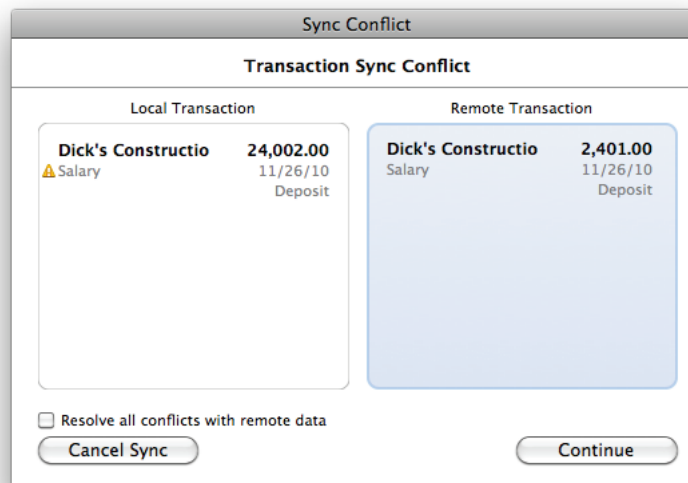 Sync Conflict
Transaction Sync Conflict
Local Transaction
Dick's Constructio 24,002.00
Salary 11/26/10
Deposit
Remote Transaction
Dick's Constructio 2,401.00
Salary 11/26/10
Deposit
Resolve all conflicts with remote data
Cancel Sync
Continue